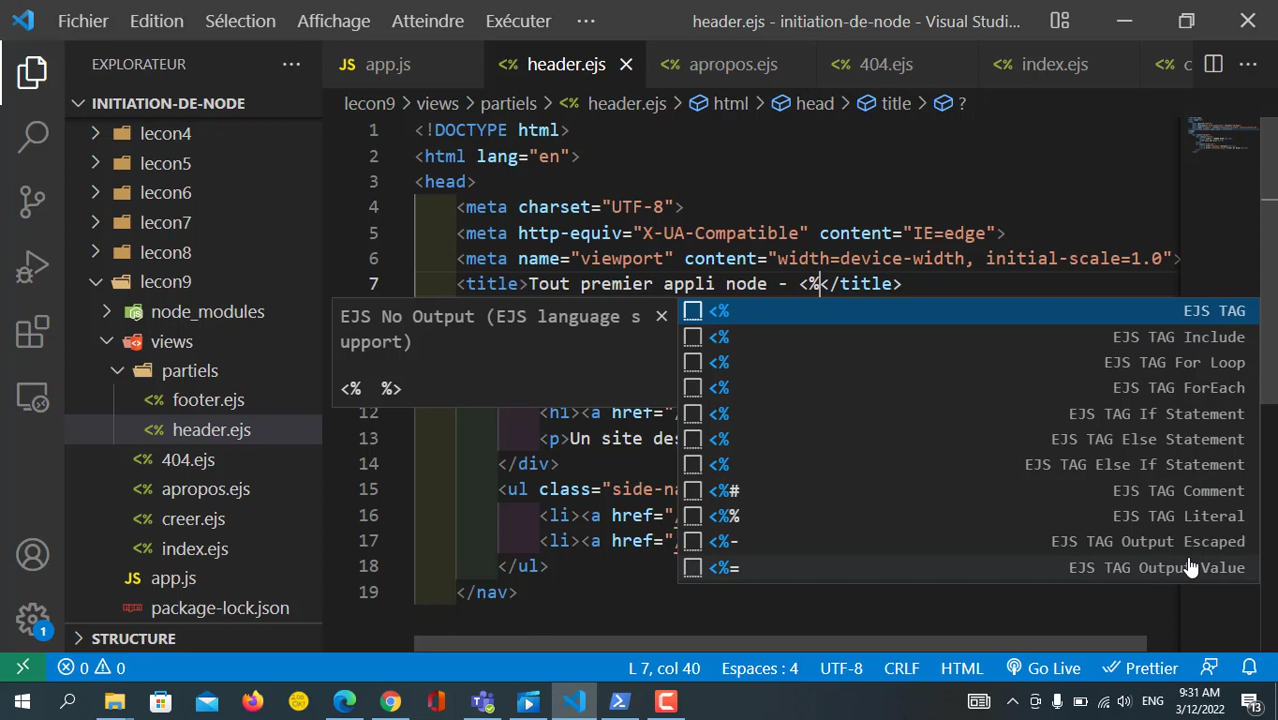 Fichier Edition Sélection Affichage Atteindre Exécuter ··· header.ejs - initiation-de-node - Visual Studi...
EXPLORATEUR ··· app.js header.ejs apropos.ejs 404.ejs index.ejs c ···
INITIATION-DE-NODE
lecon9 > views > partiels > header.ejs > html > head > title > ?
lecon4
lecon5
lecon6
lecon7
lecon8
lecon9
node_modules
views
partiels
footer.ejs
header.ejs
404.ejs
apropos.ejs
creer.ejs
index.ejs
app.js
package-lock.json
STRUCTURE
1 <!DOCTYPE html>
2 <html lang="en">
3 <head>
4 <meta charset="UTF-8">
5 <meta http-equiv="X-UA-Compatible" content="IE=edge">
6 <meta name="viewport" content="width=device-width, initial-scale=1.0">
7 <title>Tout premier appli node - <%</title>
EJS No Output (EJS language s
upport)
<% %>
<% EJS TAG
<% EJS TAG Include
<% EJS TAG For Loop
<% EJS TAG ForEach
<% EJS TAG If Statement
<% EJS TAG Else Statement
<% EJS TAG Else If Statement
<%# EJS TAG Comment
<%% EJS TAG Literal
<%- EJS TAG Output Escaped
<%= EJS TAG Output Value
12 <h1><a href="/
13 <p>Un site des
14 </div>
15 <ul class="side-na
16 <li><a href="/
17 <li><a href="/
18 </ul>
19 </nav>
1
0 0 L 7, col 40 Espaces : 4 UTF-8 CRLF HTML Go Live Prettier
ENG 9:31 AM 3/12/2022 13